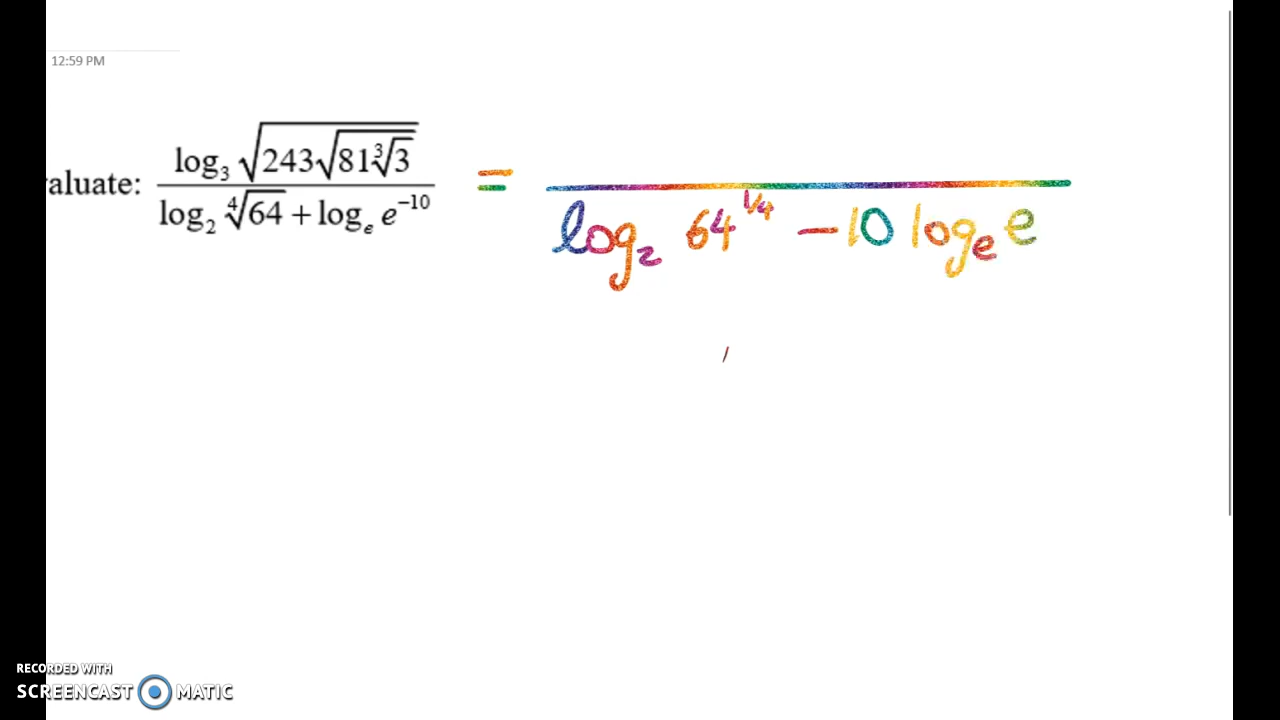 12:59 PM
aluate: log₃ √(243√(81∛3)) / (log₂ ∜64 + logₑ e⁻¹⁰) = / (log₂ 64^(1/4) − 10 logₑ e)
RECORDED WITH
SCREENCAST MATIC